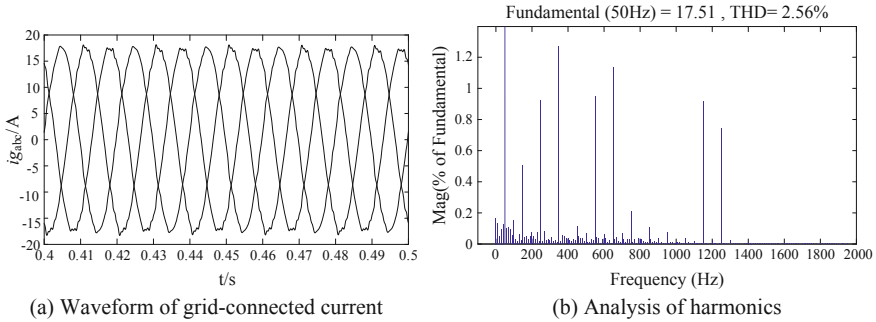 Fundamental (50Hz) = 17.51 , THD= 2.56%
20
15
10
5
0
-5
-10
-15
-20
ig_abc/A
0.4 0.41 0.42 0.43 0.44 0.45 0.46 0.47 0.48 0.49 0.5
t/s
(a) Waveform of grid-connected current
1.2
1
0.8
0.6
0.4
0.2
0
Mag(% of Fundamental)
0 200 400 600 800 1000 1200 1400 1600 1800 2000
Frequency (Hz)
(b) Analysis of harmonics